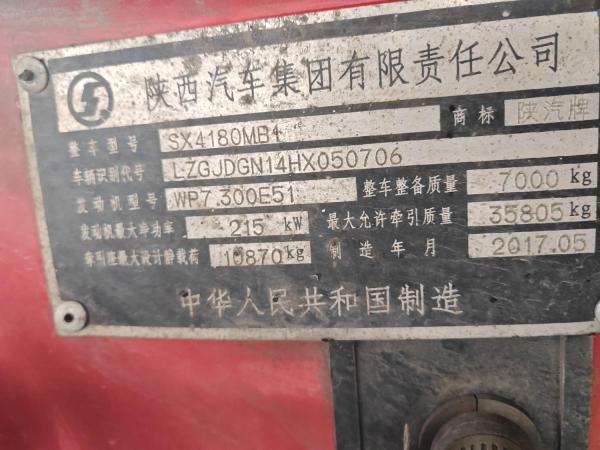 陕西汽车集团有限责任公司
整车型号 SX4180MB4 商标 陕汽牌
车辆识别代号 LZGJDGN14HX050706
发动机型号 WP7.300E51 整车整备质量 7000 kg
发动机最大净功率 215 kW 最大允许牵引质量 35805 kg
牵引座最大设计静载荷 10870 kg 制造年月 2017.05
中华人民共和国制造